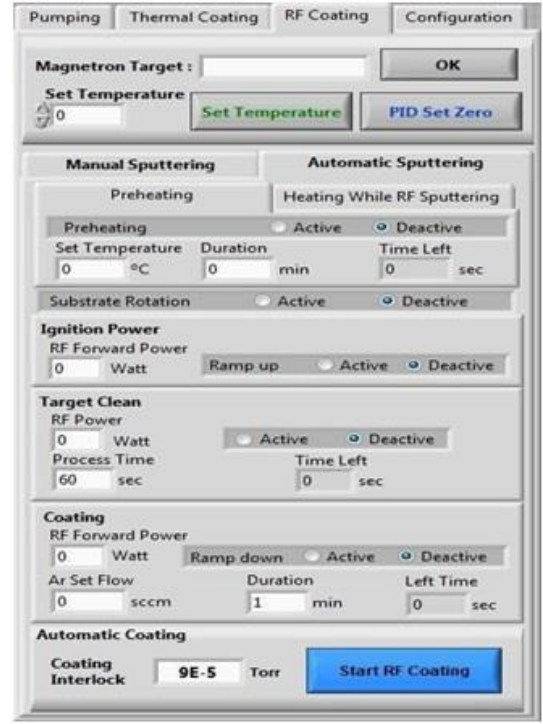 Pumping Thermal Coating RF Coating Configuration
Magnetron Target : OK
Set Temperature
0 Set Temperature PID Set Zero
Manual Sputtering Automatic Sputtering
Preheating Heating While RF Sputtering
Preheating Active Deactive
Set Temperature Duration Time Left
0 ºC 0 min 0 sec
Substrate Rotation Active Deactive
Ignition Power
RF Forward Power
0 Watt Ramp up Active Deactive
Target Clean
RF Power
0 Watt Active Deactive
Process Time Time Left
60 sec 0 sec
Coating
RF Forward Power
0 Watt Ramp down Active Deactive
Ar Set Flow Duration Left Time
0 sccm 1 min 0 sec
Automatic Coating
Coating
Interlock 9E-5 Torr Start RF Coating